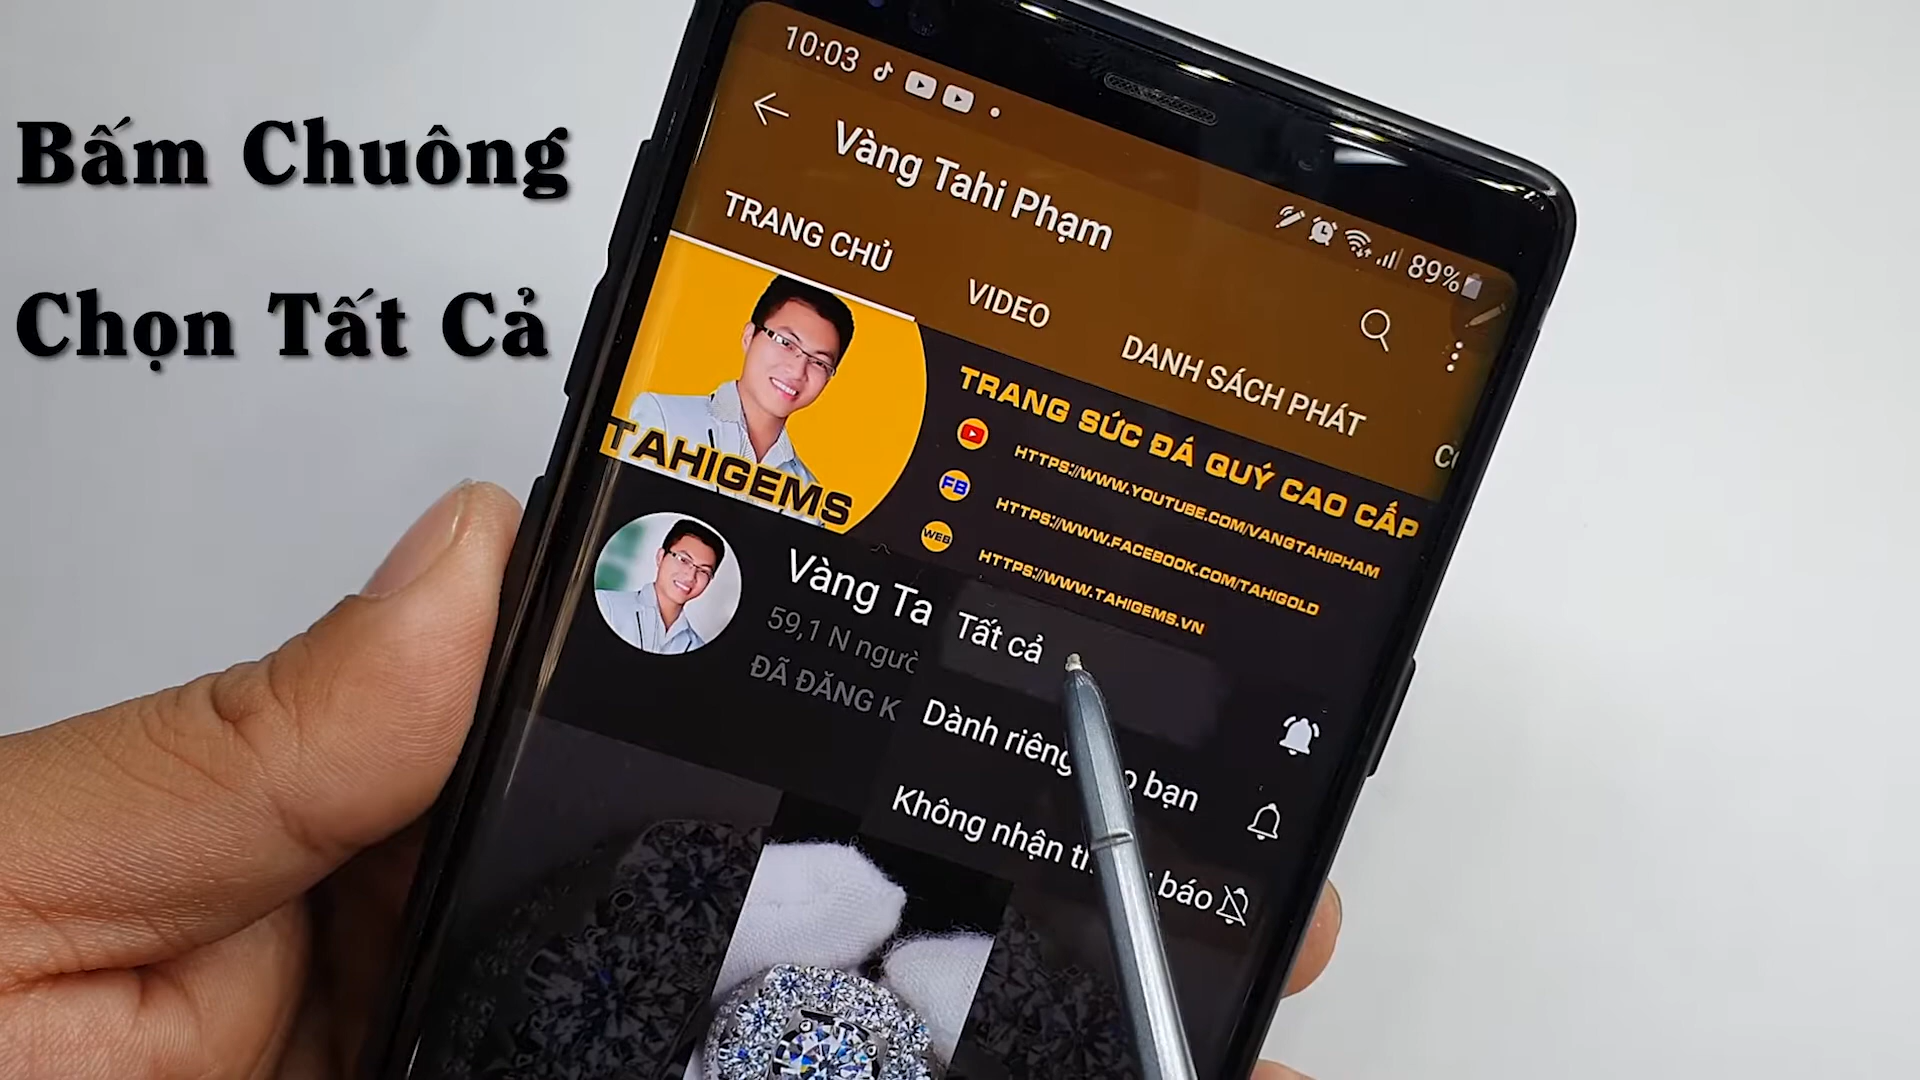 Bấm Chuông
Chọn Tất Cả
10:03
89%
Vàng Tahi Phạm
TRANG CHỦ
VIDEO
DANH SÁCH PHÁT
TAHIGEMS
TRANG SỨC ĐÁ QUÝ CAO CẤP
HTTPS://WWW.YOUTUBE.COM/VANGTAHIPHAM
FB
HTTPS://WWW.FACEBOOK.COM/TAHIGOLD
WEB
HTTPS://WWW.TAHIGEMS.VN
Vàng Ta
59,1 N ngườ
ĐÃ ĐĂNG K
Tất cả
Dành riêng bạn
Không nhận báo